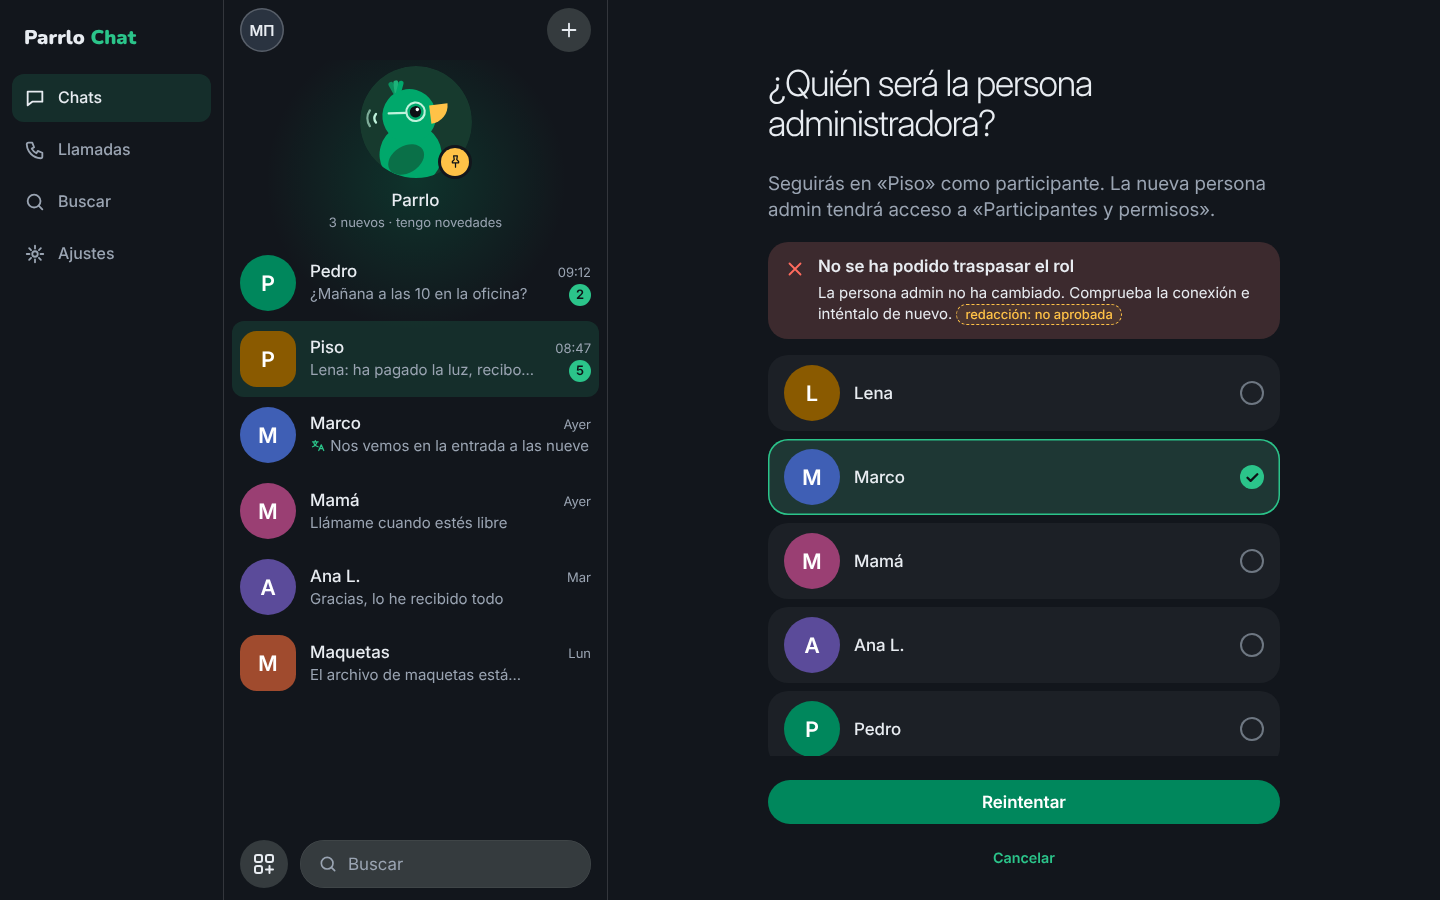 Parrlo Chat
Chats
Llamadas
Buscar
Ajustes
МП
Parrlo
3 nuevos · tengo novedades
P
Pedro
09:12
¿Mañana a las 10 en la oficina?
2
P
Piso
08:47
Lena: ha pagado la luz, recibo...
5
M
Marco
Ayer
Nos vemos en la entrada a las nueve
M
Mamá
Ayer
Llámame cuando estés libre
A
Ana L.
Mar
Gracias, lo he recibido todo
M
Maquetas
Lun
El archivo de maquetas está...
Buscar
¿Quién será la persona
administradora?
Seguirás en «Piso» como participante. La nueva persona
admin tendrá acceso a «Participantes y permisos».
No se ha podido traspasar el rol
La persona admin no ha cambiado. Comprueba la conexión e
inténtalo de nuevo. redacción: no aprobada
L
Lena
M
Marco
M
Mamá
A
Ana L.
P
Pedro
Reintentar
Cancelar